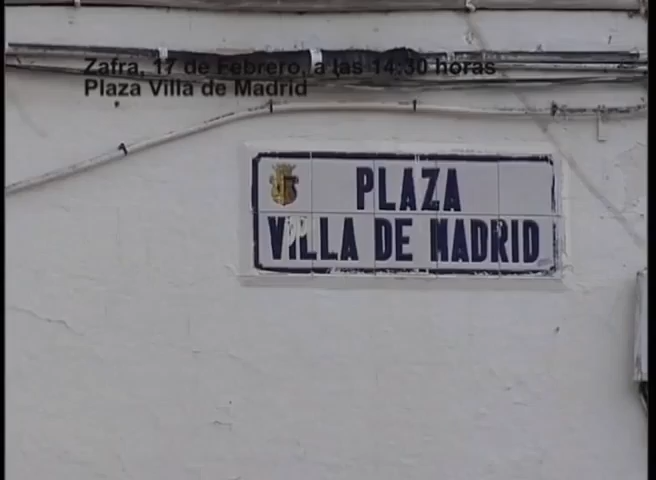 Zafra, 17 de Febrero, a las 14:30 horas
Plaza Villa de Madrid
PLAZA
VILLA DE MADRID